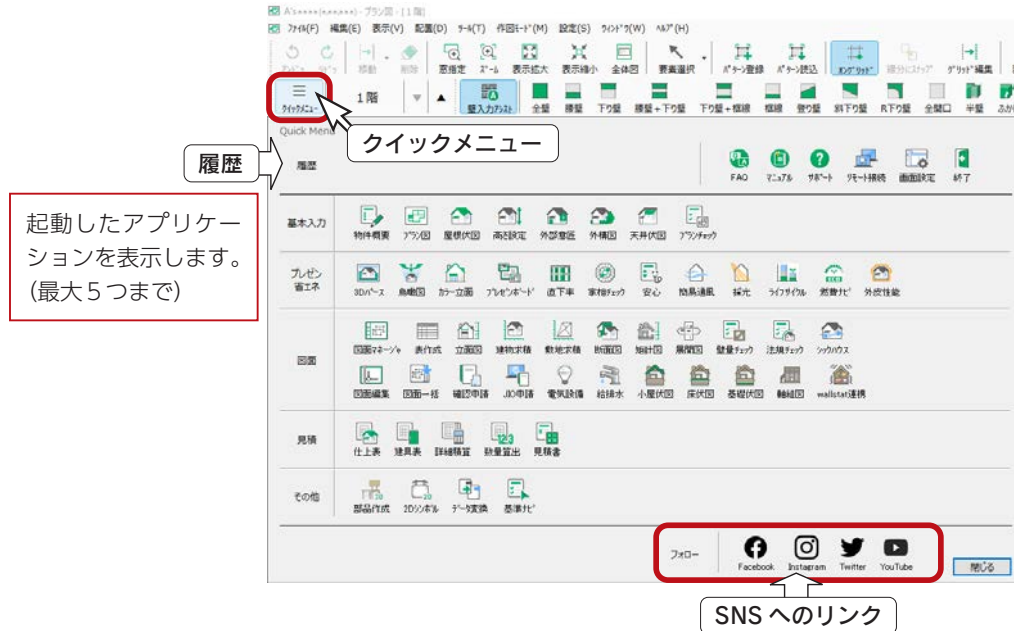 A's****(*.**,***) - プラン図 - [1 階]
ファイル(F) 編集(E) 表示(V) 配置(D) ツール(T) 作図モード(M) 設定(S) ウィンドウ(W) ヘルプ(H)
移動 削除 窓指定 ズーム 表示拡大 表示縮小 全体図 要素選択 パターン登録 パターン読込 オングリッド 線分にスナップ グリッド編集
クイックメニュー 1 階 壁入力アシスト 全壁 腰壁 下り壁 腰壁+下り壁 下り壁+框線 框線 登り壁 斜下り壁 R下り壁 全開口 半壁
Quick Menu
クイックメニュー
履歴
履歴
FAQ マニュアル サポート リモート接続 画面設定 終了
起動したアプリケー
ションを表示します。
(最大5つまで)
基本入力
物件概要 プラン図 屋根伏図 高さ設定 外部意匠 外構図 天井伏図 プランチェック
プレゼン
省エネ
3Dパース 鳥瞰図 カラー立面 プレゼンボード 直下率 家相チェック 安心 簡易通風 採光 ライフサイクル 燃費ナビ 外皮性能
図面
図面マネージャ 表作成 立面図 建物求積 敷地求積 断面図 矩計図 展開図 壁量チェック 法規チェック シックハウス
図面編集 図面一括 確認申請 JIO申請 電気設備 給排水 小屋伏図 床伏図 基礎伏図 軸組図 wallstat連携
見積
仕上表 建具表 詳細積算 数量算出 見積書
その他
部品作成 2Dシンボル データ変換 基準ナビ
フォロー
Facebook Instagram Twitter YouTube
閉じる
SNS へのリンク